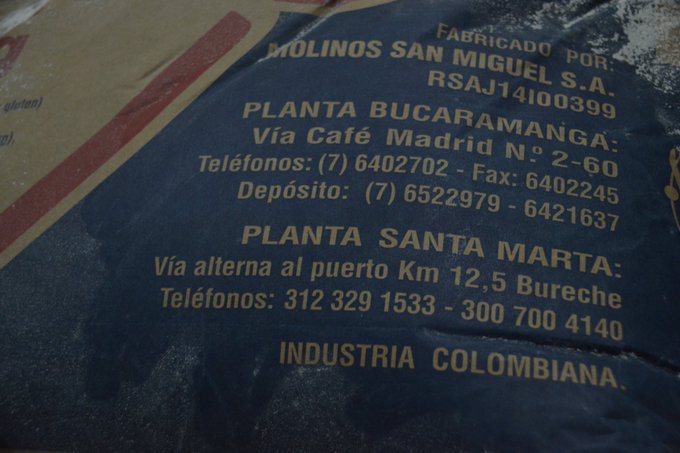 gluten)
FABRICADO POR:
MOLINOS SAN MIGUEL S.A.
RSAJ14I00399
PLANTA BUCARAMANGA:
Vía Café Madrid N.º 2-60
Teléfonos: (7) 6402702 - Fax: 6402245
Depósito: (7) 6522979 - 6421637
PLANTA SANTA MARTA:
Vía alterna al puerto Km 12,5 Bureche
Teléfonos: 312 329 1533 - 300 700 4140
INDUSTRIA COLOMBIANA.